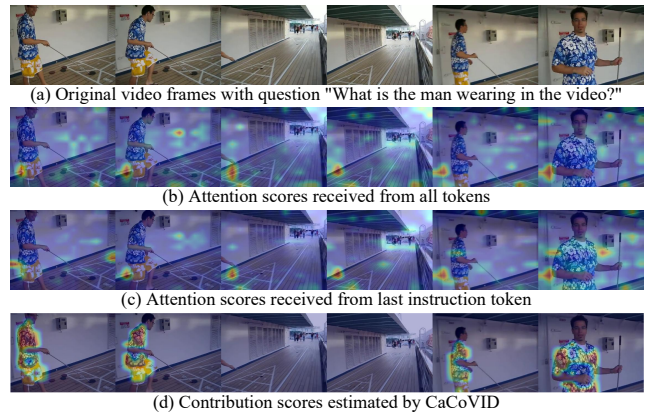 (a) Original video frames with question "What is the man wearing in the video?"
(b) Attention scores received from all tokens
(c) Attention scores received from last instruction token
(d) Contribution scores estimated by CaCoVID